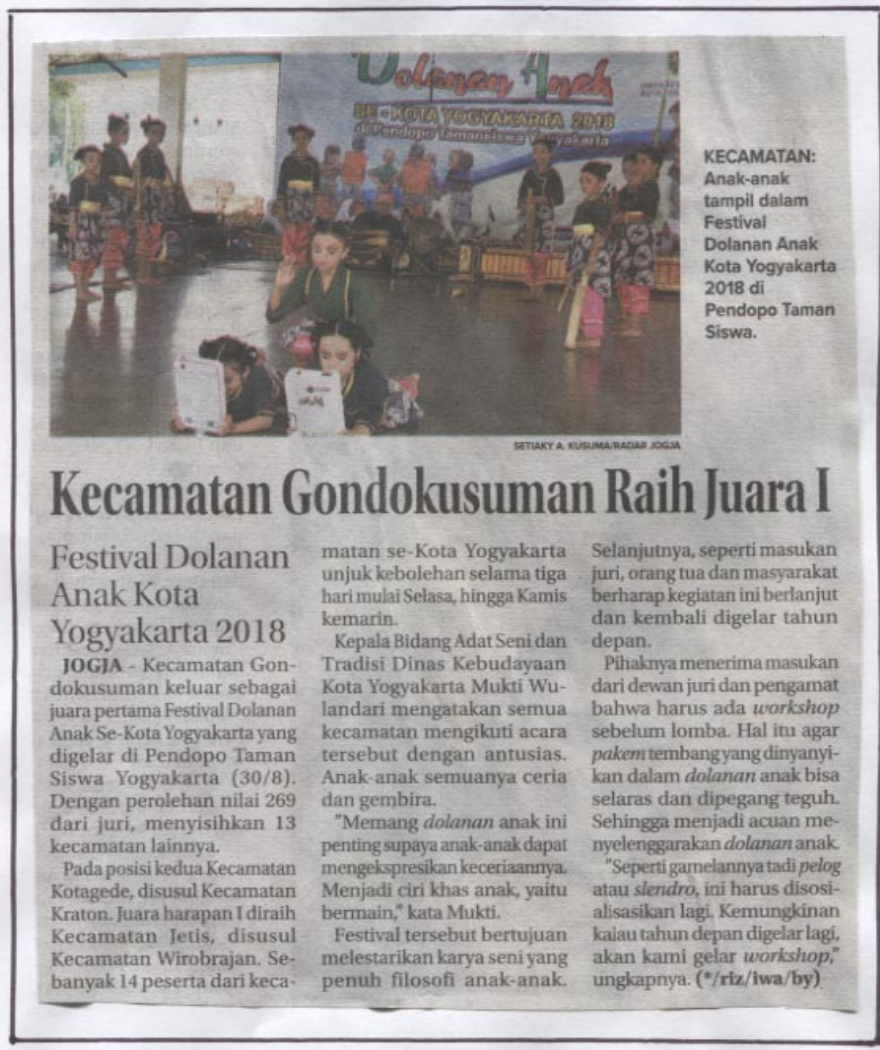 Dolanan Anak
SE - KOTA YOGYAKARTA 2018
di Pendopo Tamansiswa Yogyakarta
KECAMATAN:
Anak-anak
tampil dalam
Festival
Dolanan Anak
Kota Yogyakarta
2018 di
Pendopo Taman
Siswa.
SETIAKY A. KUSUMA/RADAR JOGJA
Kecamatan Gondokusuman Raih Juara I
Festival Dolanan
Anak Kota
Yogyakarta 2018
JOGJA - Kecamatan Gon-
dokusuman keluar sebagai
juara pertama Festival Dolanan
Anak Se-Kota Yogyakarta yang
digelar di Pendopo Taman
Siswa Yogyakarta (30/8).
Dengan perolehan nilai 269
dari juri, menyisihkan 13
kecamatan lainnya.
Pada posisi kedua Kecamatan
Kotagede, disusul Kecamatan
Kraton. Juara harapan I diraih
Kecamatan Jetis, disusul
Kecamatan Wirobrajan. Se-
banyak 14 peserta dari keca-
matan se-Kota Yogyakarta
unjuk kebolehan selama tiga
hari mulai Selasa, hingga Kamis
kemarin.
Kepala Bidang Adat Seni dan
Tradisi Dinas Kebudayaan
Kota Yogyakarta Mukti Wu-
landari mengatakan semua
kecamatan mengikuti acara
tersebut dengan antusias.
Anak-anak semuanya ceria
dan gembira.
"Memang dolanan anak ini
penting supaya anak-anak dapat
mengekspresikan keceriaannya.
Menjadi ciri khas anak, yaitu
bermain," kata Mukti.
Festival tersebut bertujuan
melestarikan karya seni yang
penuh filosofi anak-anak.
Selanjutnya, seperti masukan
juri, orang tua dan masyarakat
berharap kegiatan ini berlanjut
dan kembali digelar tahun
depan.
Pihaknya menerima masukan
dari dewan juri dan pengamat
bahwa harus ada workshop
sebelum lomba. Hal itu agar
pakem tembang yang dinyanyi-
kan dalam dolanan anak bisa
selaras dan dipegang teguh.
Sehingga menjadi acuan me-
nyelenggarakan dolanan anak.
"Seperti gamelannya tadi pelog
atau slendro, ini harus disosi-
alisasikan lagi. Kemungkinan
kalau tahun depan digelar lagi,
akan kami gelar workshop,"
ungkapnya. (*/riz/iwa/by)